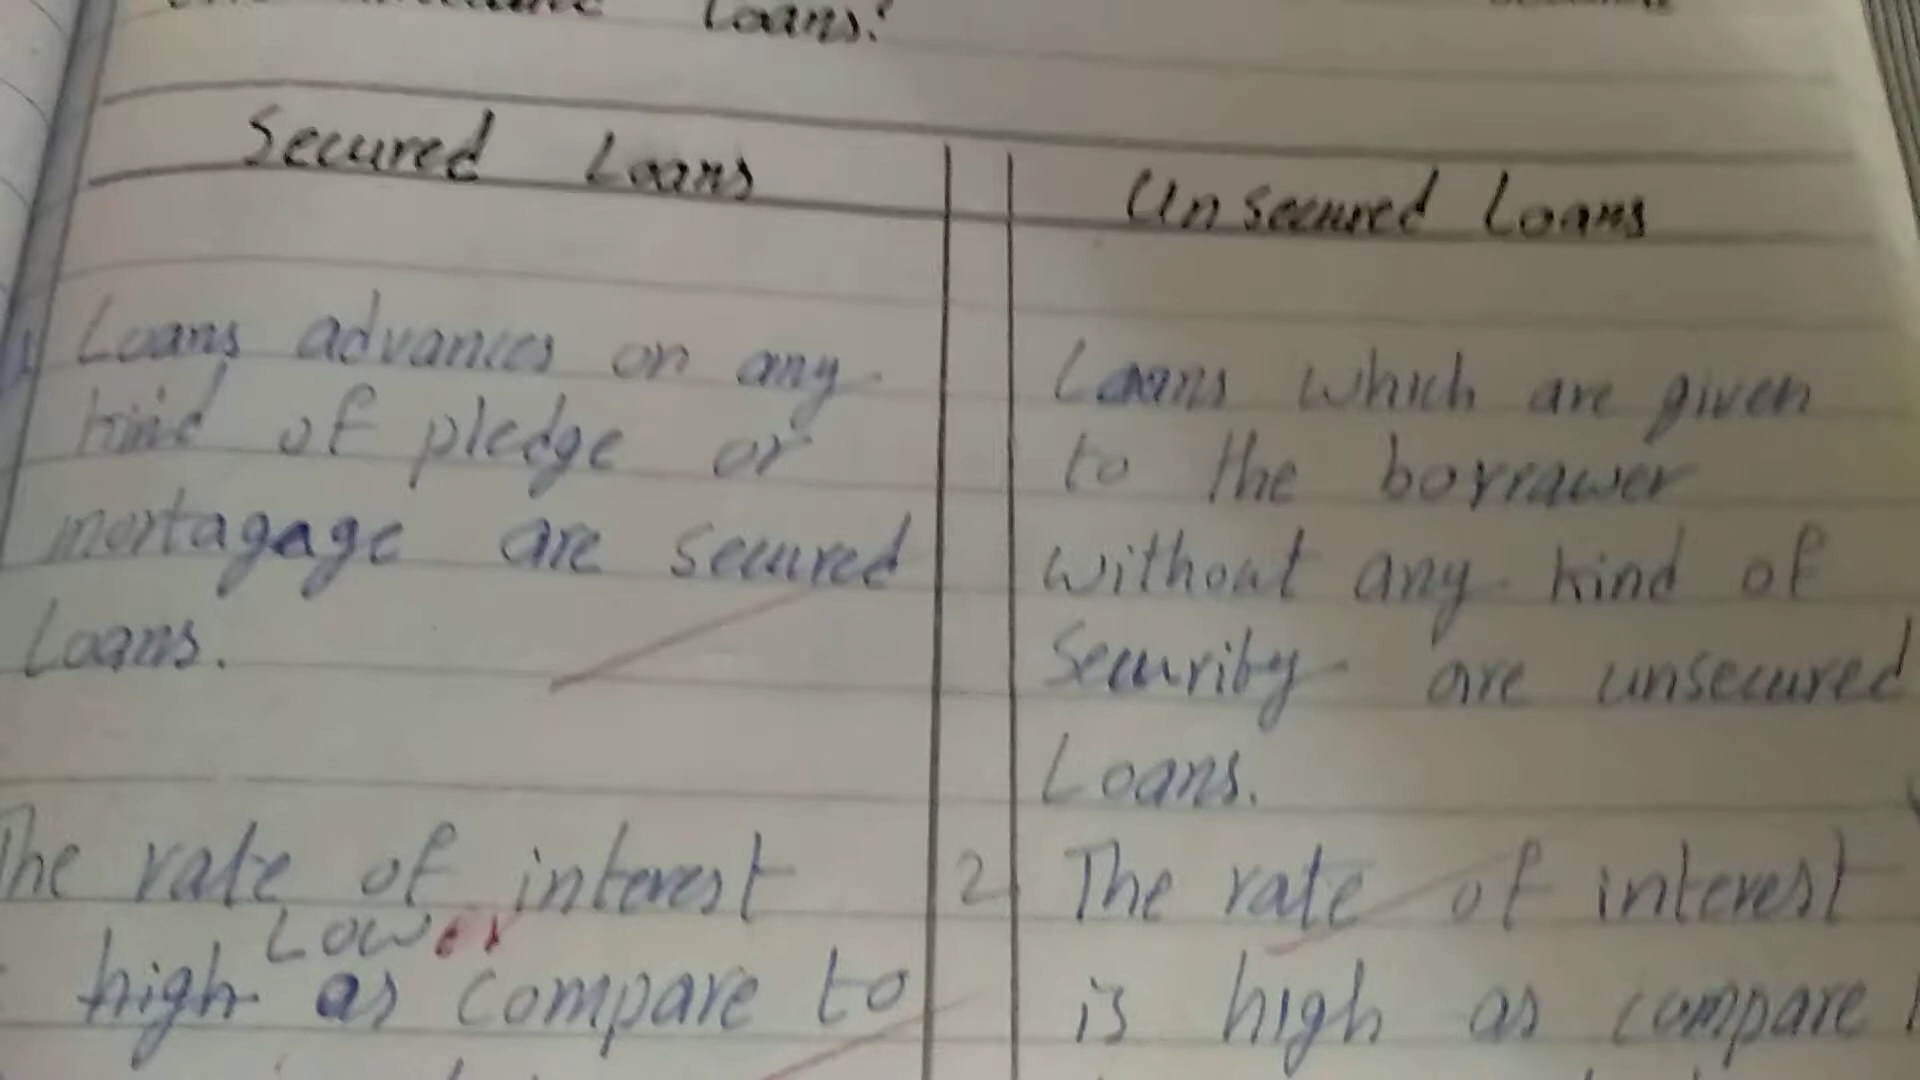 Loans?
Secured Loans
Unsecured Loans
Loans advances on any
kind of pledge or
mortagage are secured
Loans.
The rate of interest
Lower
high as compare to
Loans which are given
to the borrawer
without any kind of
Security are unsecured
Loans.
2 The rate of interest
is high as compare